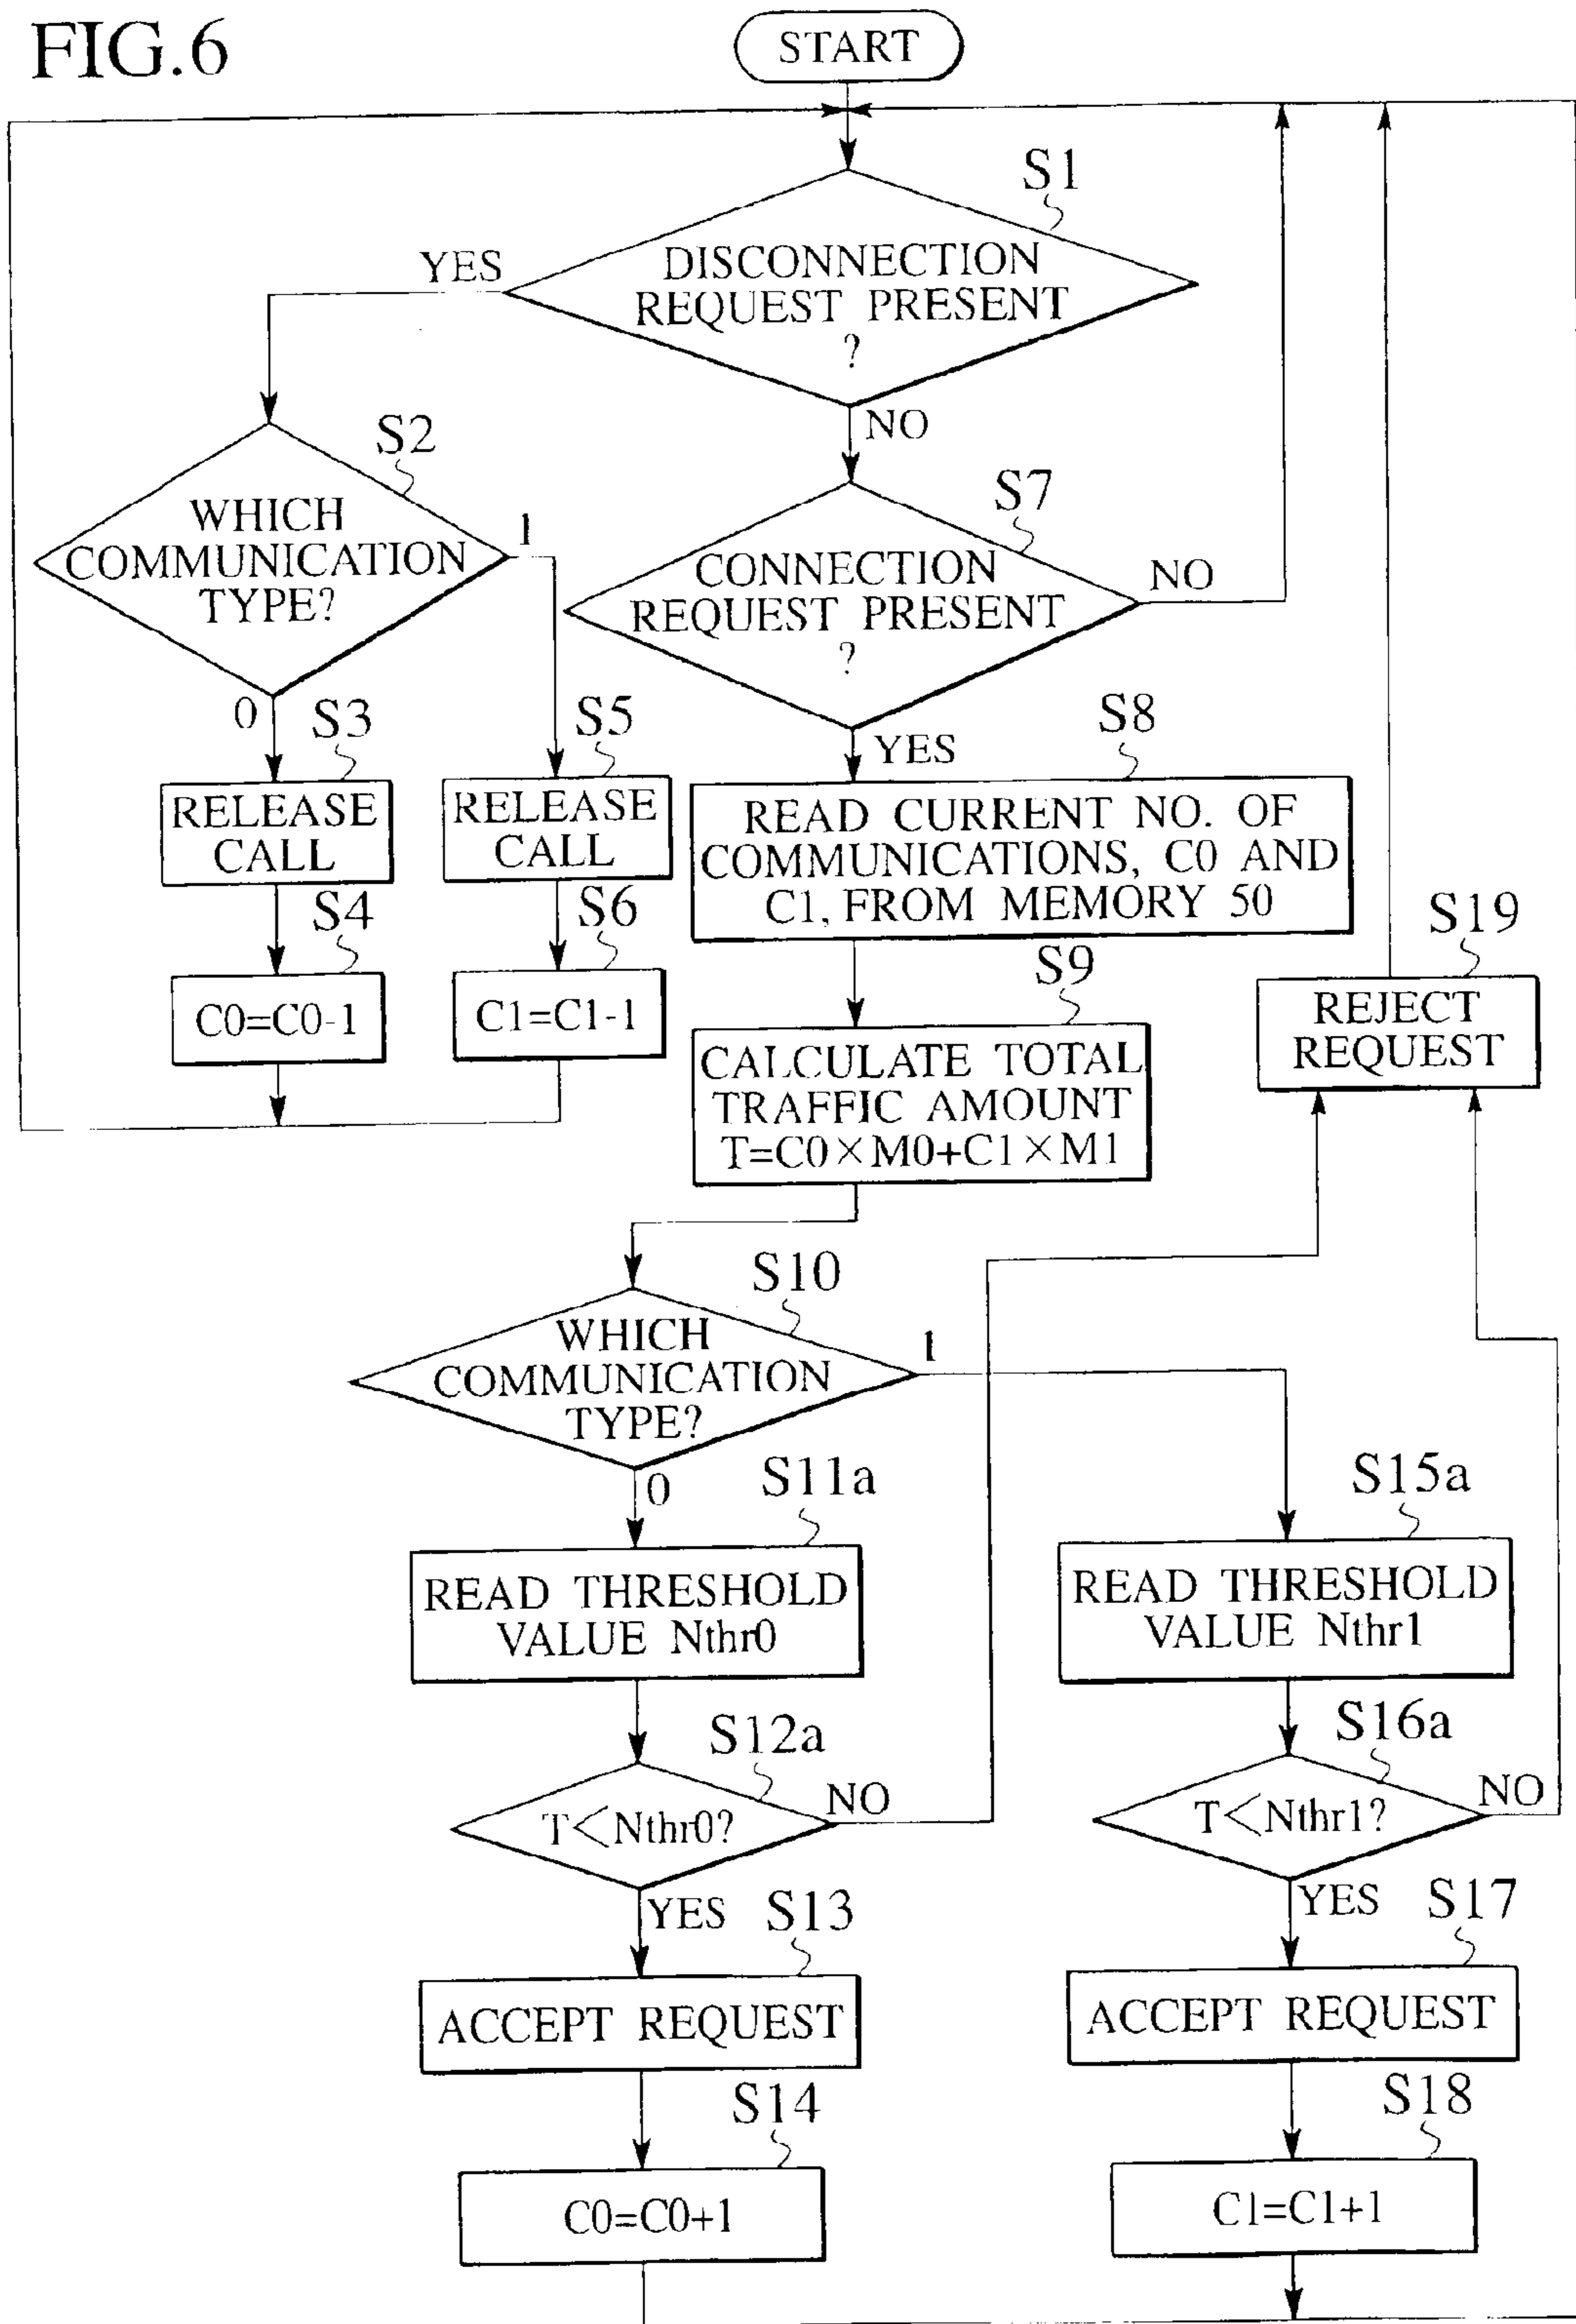 FIG.6
START
S1
DISCONNECTION
REQUEST PRESENT
?
YES
NO
S2
WHICH
COMMUNICATION
TYPE?
1
0
S7
CONNECTION
REQUEST PRESENT
?
NO
YES
S3
RELEASE
CALL
S5
RELEASE
CALL
S8
READ CURRENT NO. OF
COMMUNICATIONS, C0 AND
C1, FROM MEMORY 50
S4
C0=C0-1
S6
C1=C1-1
S9
CALCULATE TOTAL
TRAFFIC AMOUNT
T=C0×M0+C1×M1
S19
REJECT
REQUEST
S10
WHICH
COMMUNICATION
TYPE?
1
0
S11a
READ THRESHOLD
VALUE Nthr0
S15a
READ THRESHOLD
VALUE Nthr1
S12a
T<Nthr0?
NO
YES
S16a
T<Nthr1?
NO
YES
S13
ACCEPT REQUEST
S17
ACCEPT REQUEST
S14
C0=C0+1
S18
C1=C1+1